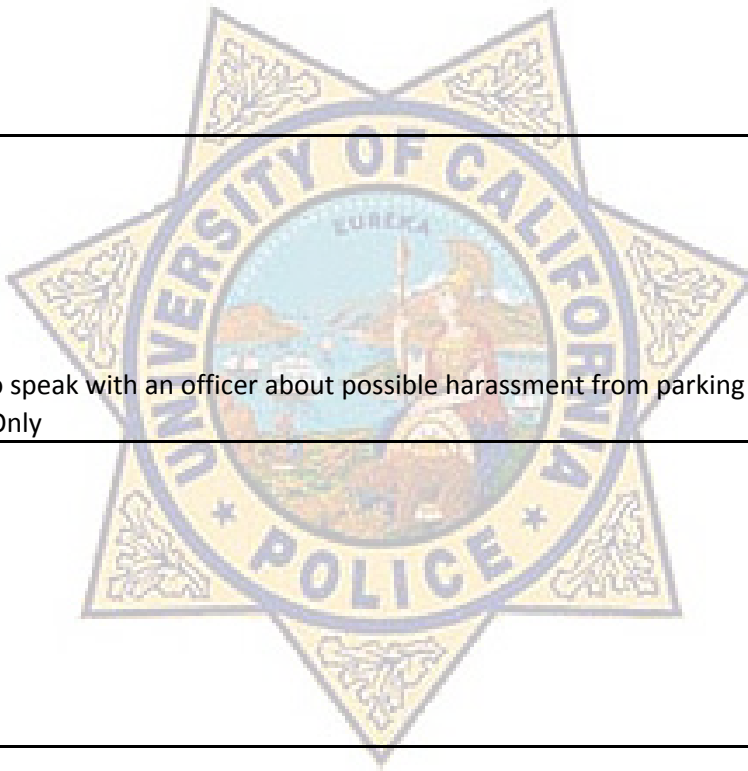 UNIVERSITY OF CALIFORNIA
EUREKA
o speak with an officer about possible harassment from parking
Only
POLICE